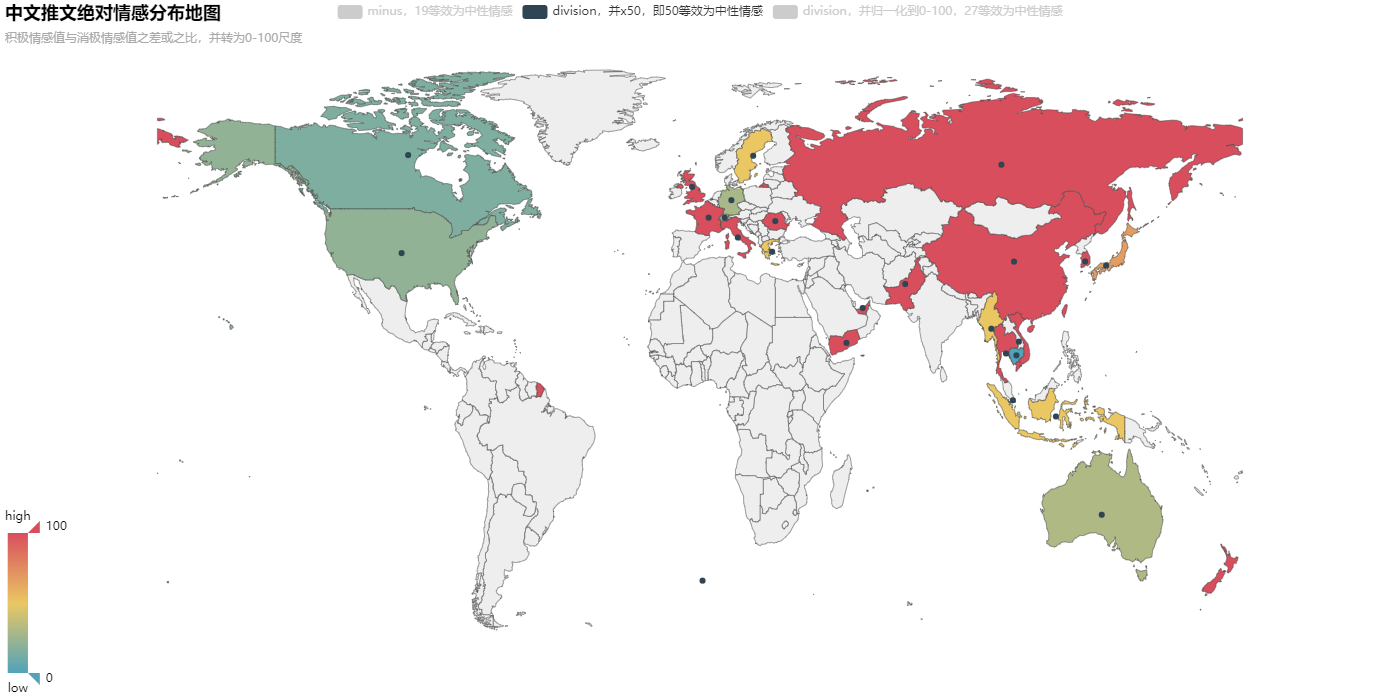 中文推文绝对情感分布地图
minus，19等效为中性情感
division，并x50，即50等效为中性情感
division，并归一化到0-100，27等效为中性情感
积极情感值与消极情感值之差或之比，并转为0-100尺度
high
100
0
low